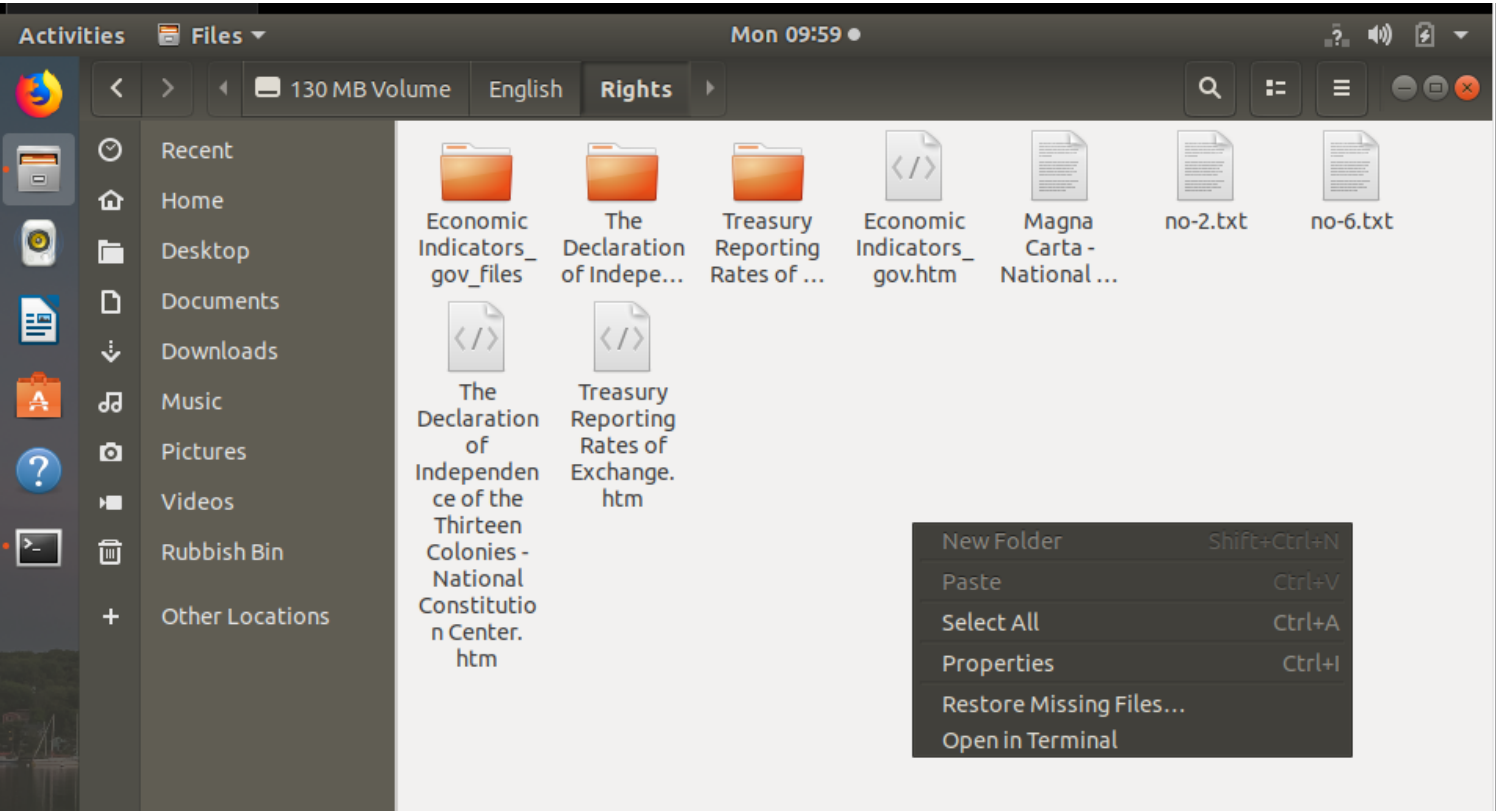 Activities Files Mon 09:59
130 MB Volume English Rights
Recent
Home
Desktop
Documents
Downloads
Music
Pictures
Videos
Rubbish Bin
Other Locations
Economic
Indicators_
gov_files
The
Declaration
of Indepe...
Treasury
Reporting
Rates of ...
Economic
Indicators_
gov.htm
Magna
Carta -
National ...
no-2.txt
no-6.txt
The
Declaration
of
Independen
ce of the
Thirteen
Colonies -
National
Constitutio
n Center.
htm
Treasury
Reporting
Rates of
Exchange.
htm
New Folder Shift+Ctrl+N
Paste Ctrl+V
Select All Ctrl+A
Properties Ctrl+I
Restore Missing Files...
Open in Terminal